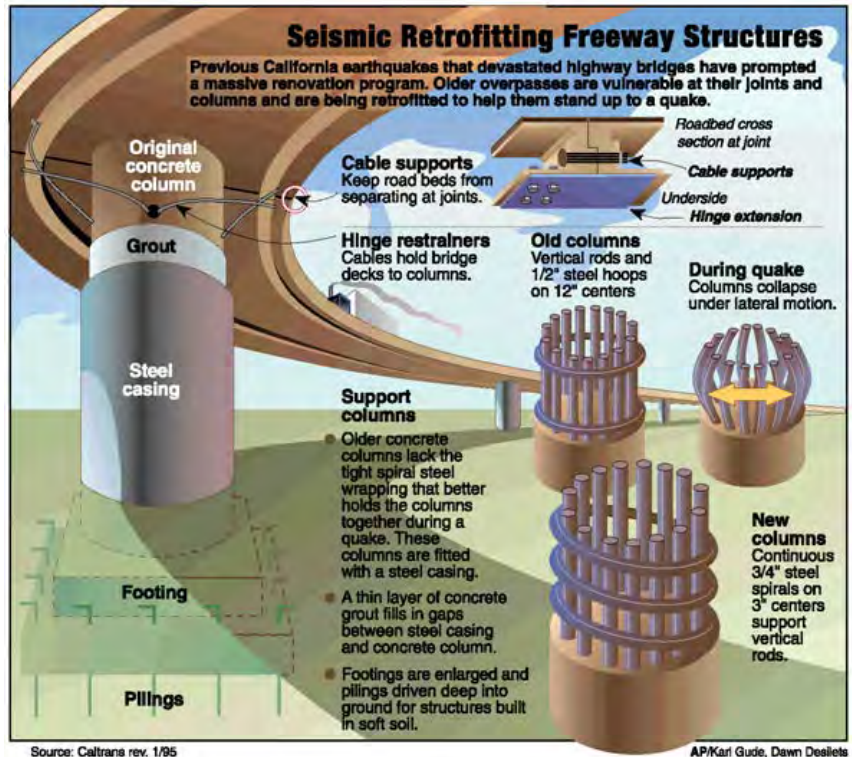 Seismic Retrofitting Freeway Structures
Previous California earthquakes that devastated highway bridges have prompted
a massive renovation program. Older overpasses are vulnerable at their joints and
columns and are being retrofitted to help them stand up to a quake.
Original
concrete
column
Grout
Steel
casing
Footing
Pilings
Cable supports
Keep road beds from
separating at joints.
Hinge restrainers
Cables hold bridge
decks to columns.
Roadbed cross
section at joint
Cable supports
Underside
Hinge extension
Old columns
Vertical rods and
1/2" steel hoops
on 12" centers
During quake
Columns collapse
under lateral motion.
Support
columns
Older concrete
columns lack the
tight spiral steel
wrapping that better
holds the columns
together during a
quake. These
columns are fitted
with a steel casing.
A thin layer of concrete
grout fills in gaps
between steel casing
and concrete column.
Footings are enlarged and
pilings driven deep into
ground for structures built
in soft soil.
New
columns
Continuous
3/4" steel
spirals on
3" centers
support
vertical
rods.
Source: Caltrans rev. 1/95
AP/Karl Gude, Dawn Desilets